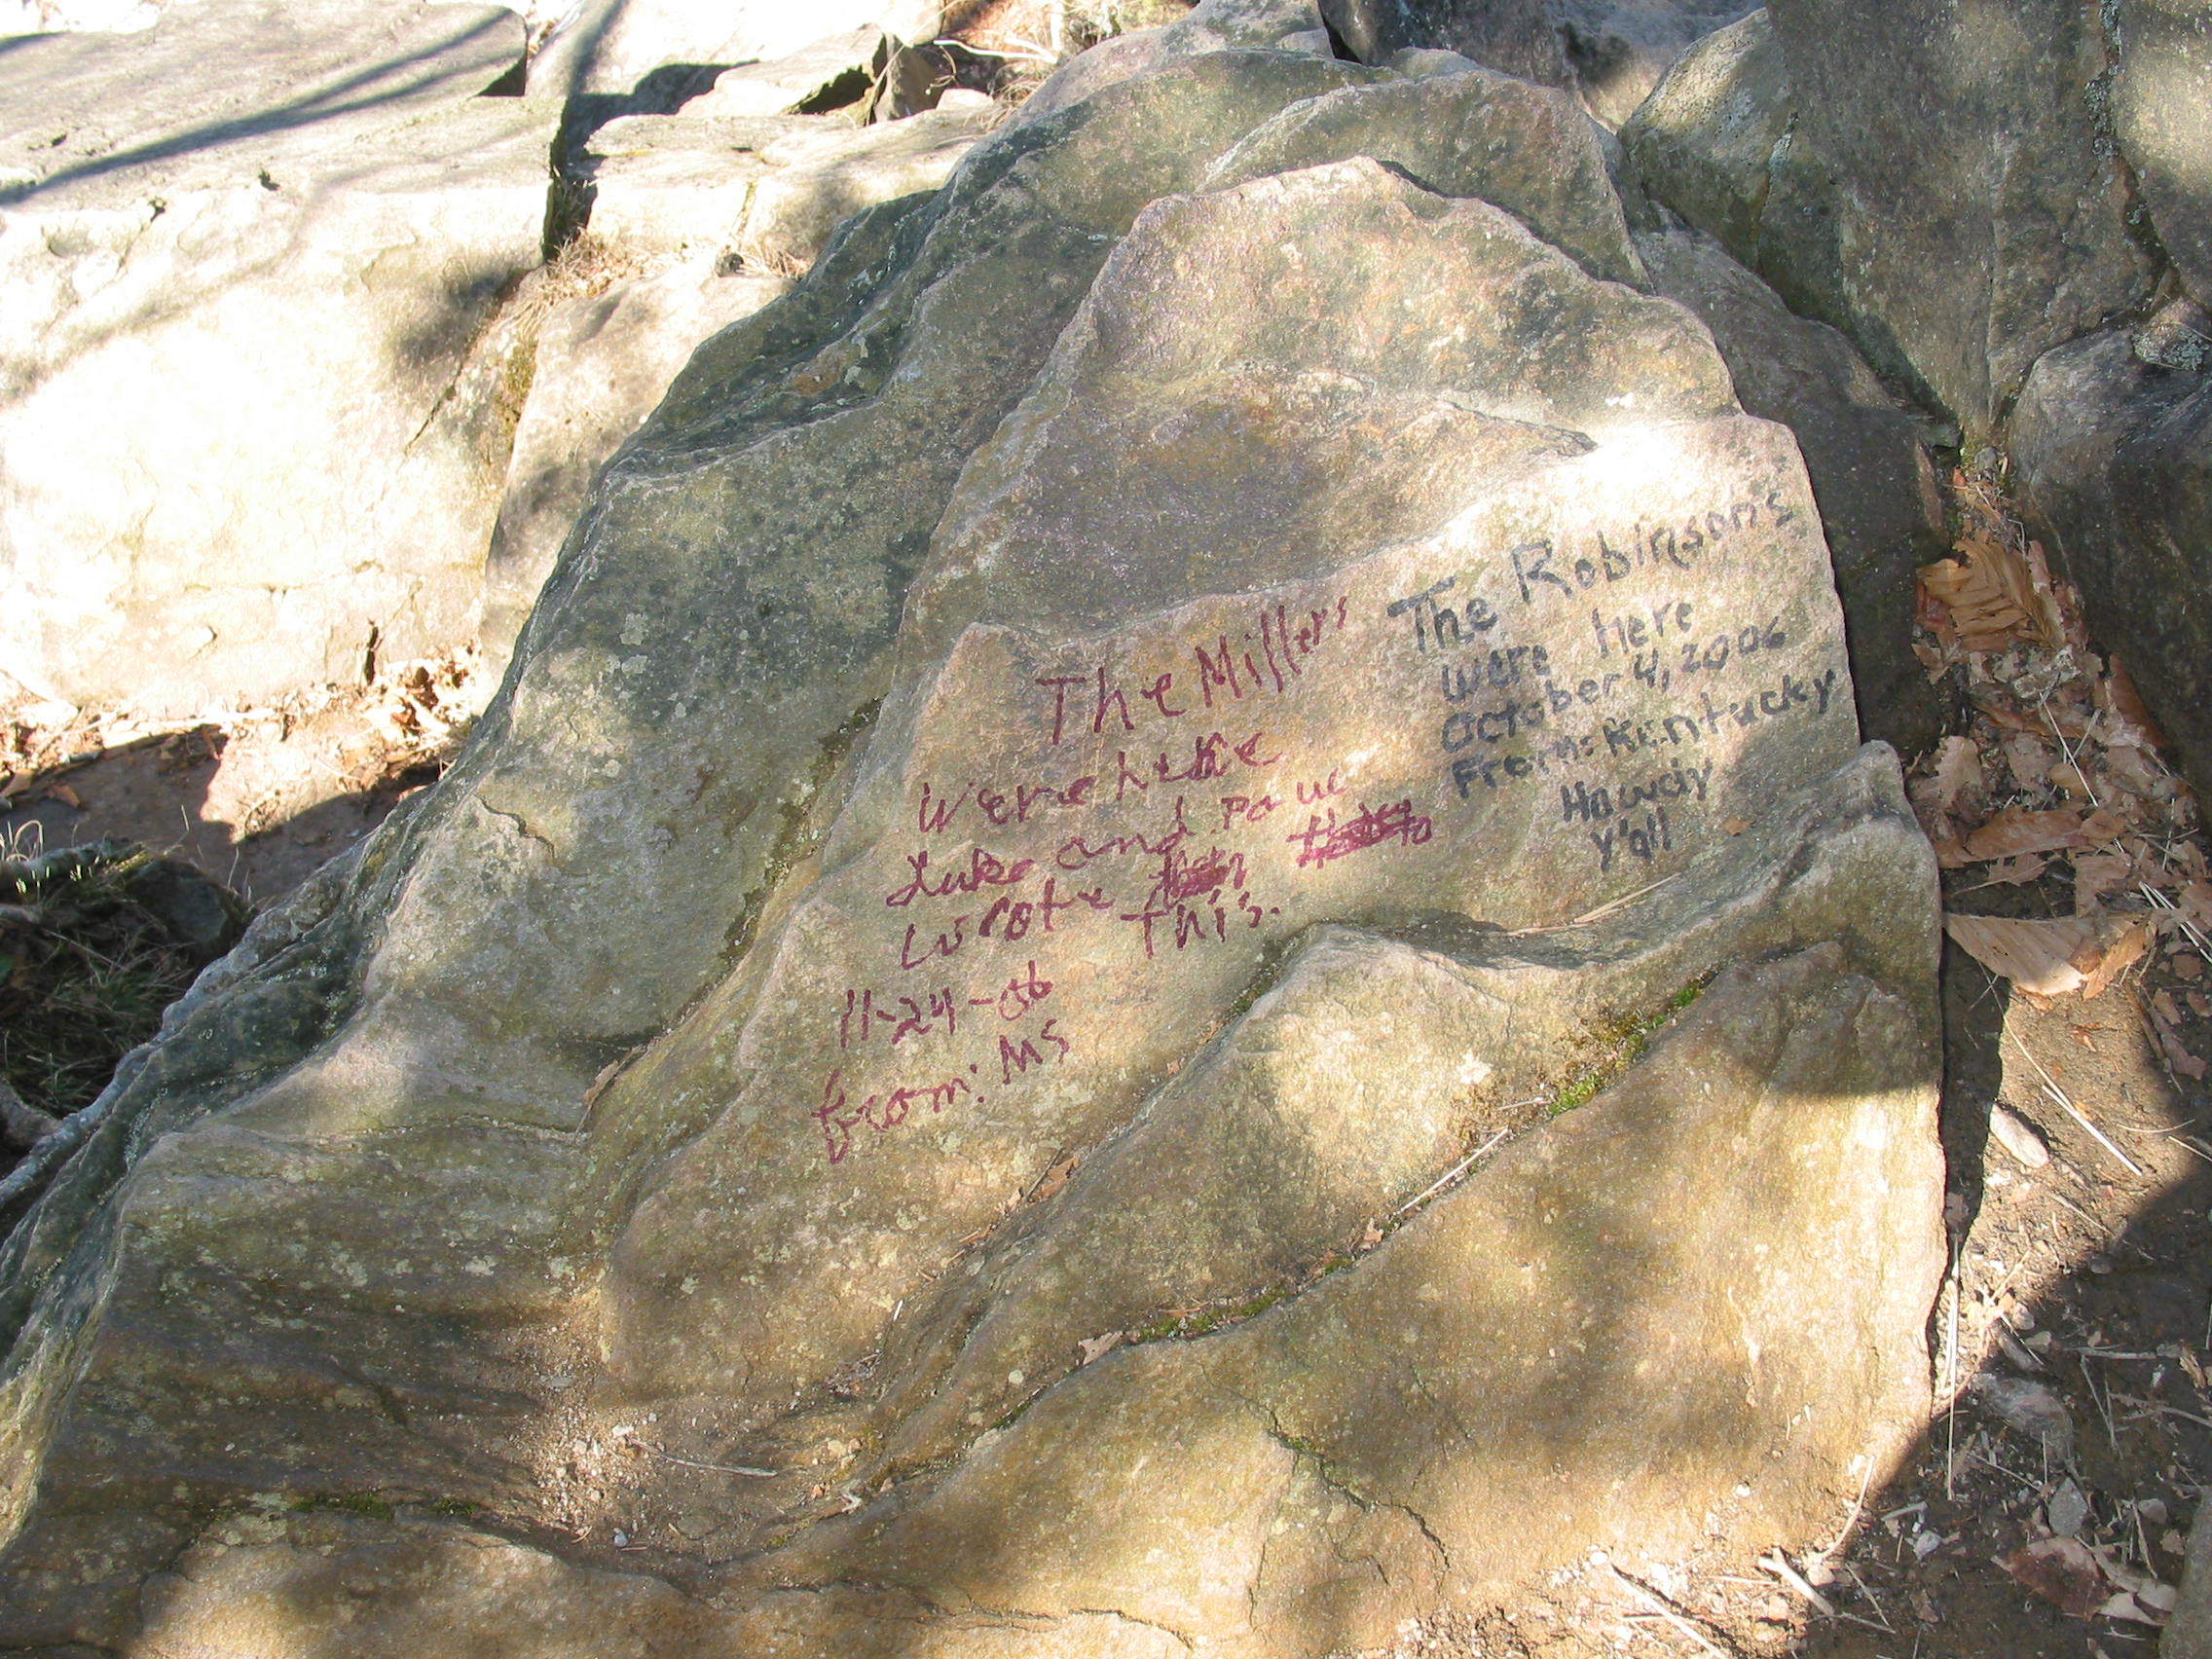 The Millers
Were here
Luke and Paul
wrote
This.
11-24-06
from: MS
The Robinson's
were here
October 4, 2006
From: Kentucky
Howdy
y'all